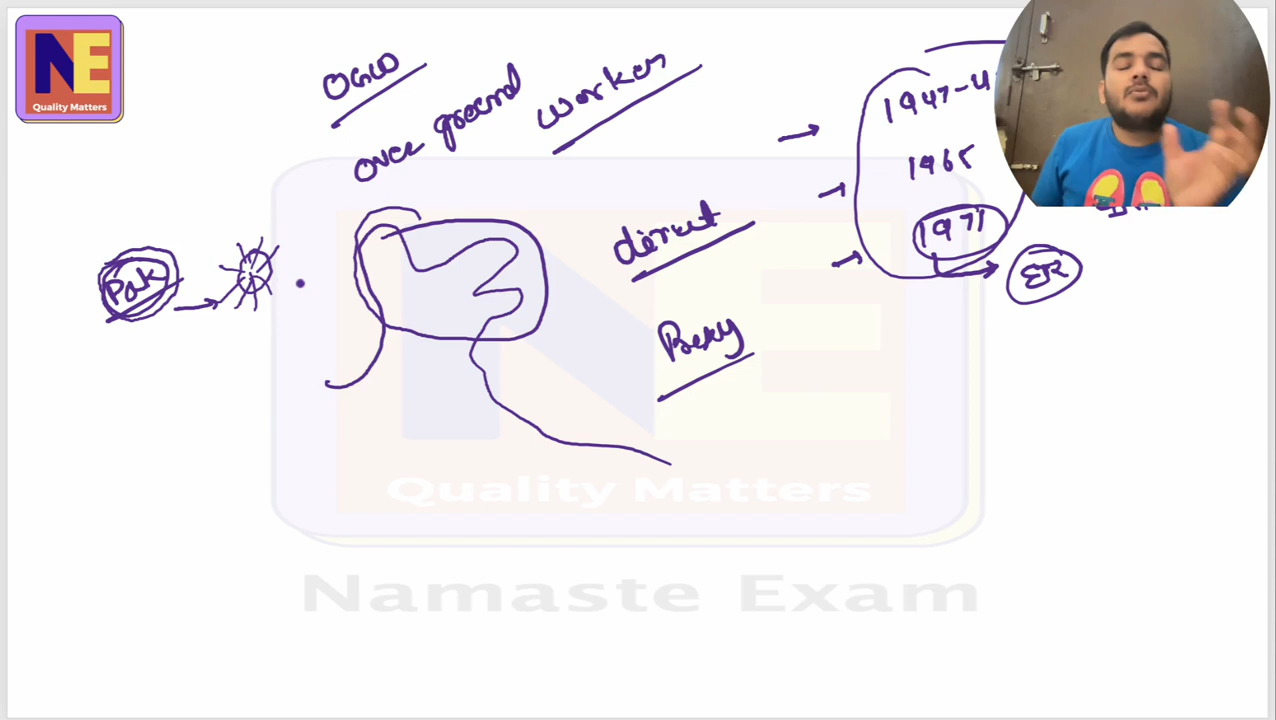 NE
Quality Matters
OGW
over ground worker
1947-4
1965
1971
direct
Pak
ER
Proxy
Quality Matters
Namaste Exam